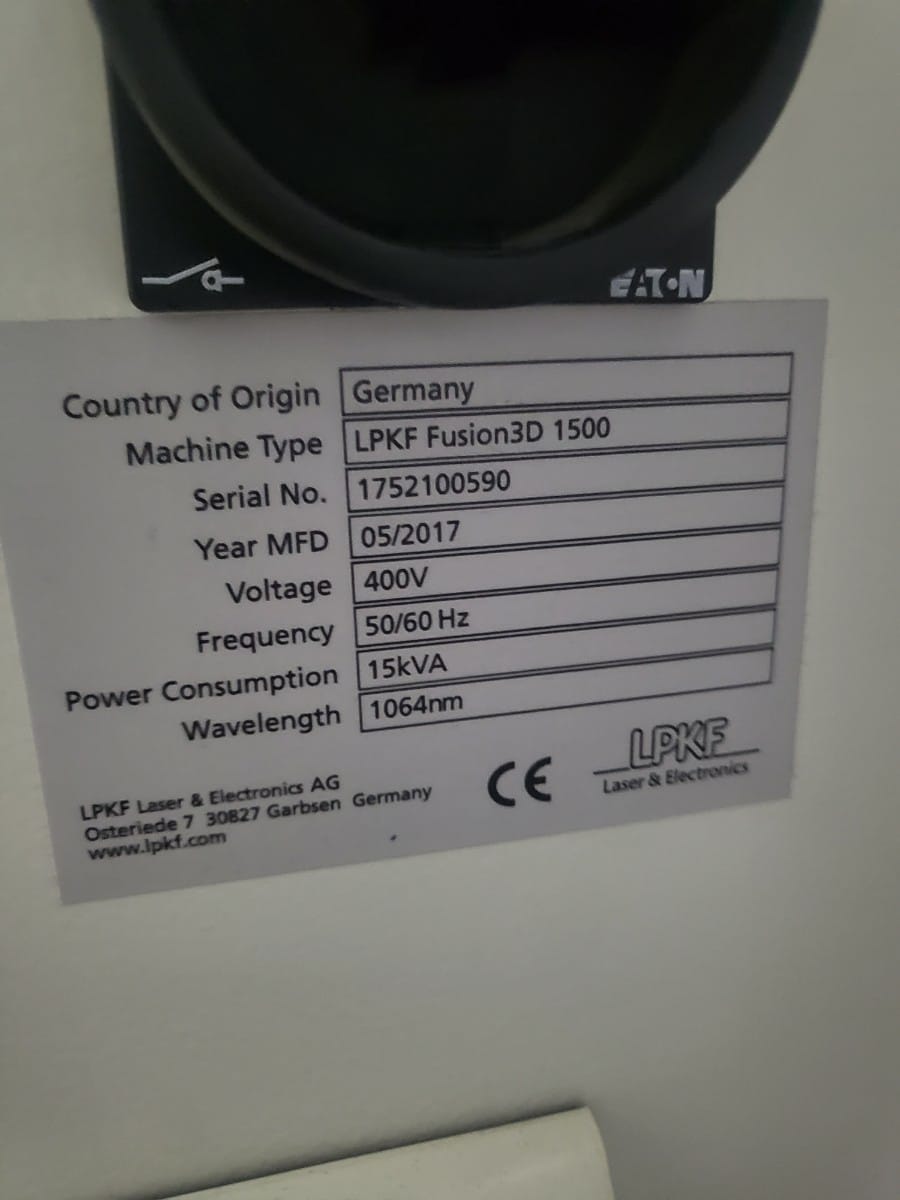 EATON
Country of Origin Germany
Machine Type LPKF Fusion3D 1500
Serial No. 1752100590
Year MFD 05/2017
Voltage 400V
Frequency 50/60 Hz
Power Consumption 15kVA
Wavelength 1064nm
LPKF Laser & Electronics AG
Osteriede 7 30827 Garbsen Germany
www.lpkf.com
CE
LPKF
Laser & Electronics